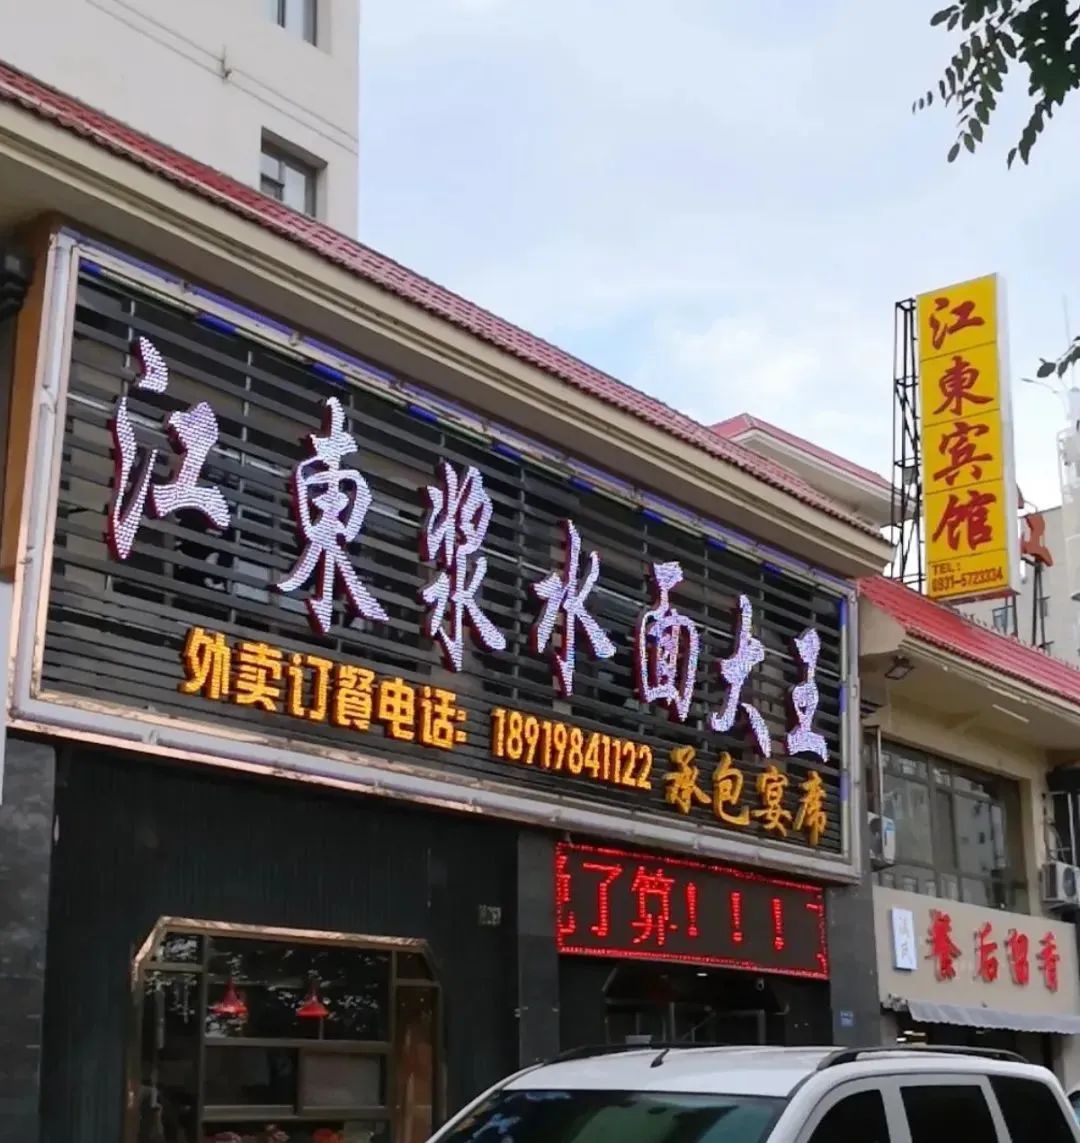 江東漿水面大王
外卖订餐电话: 18919841122 承包宴席
了算!!!
江東宾馆
TEL:
0931-5723334
餐后留香